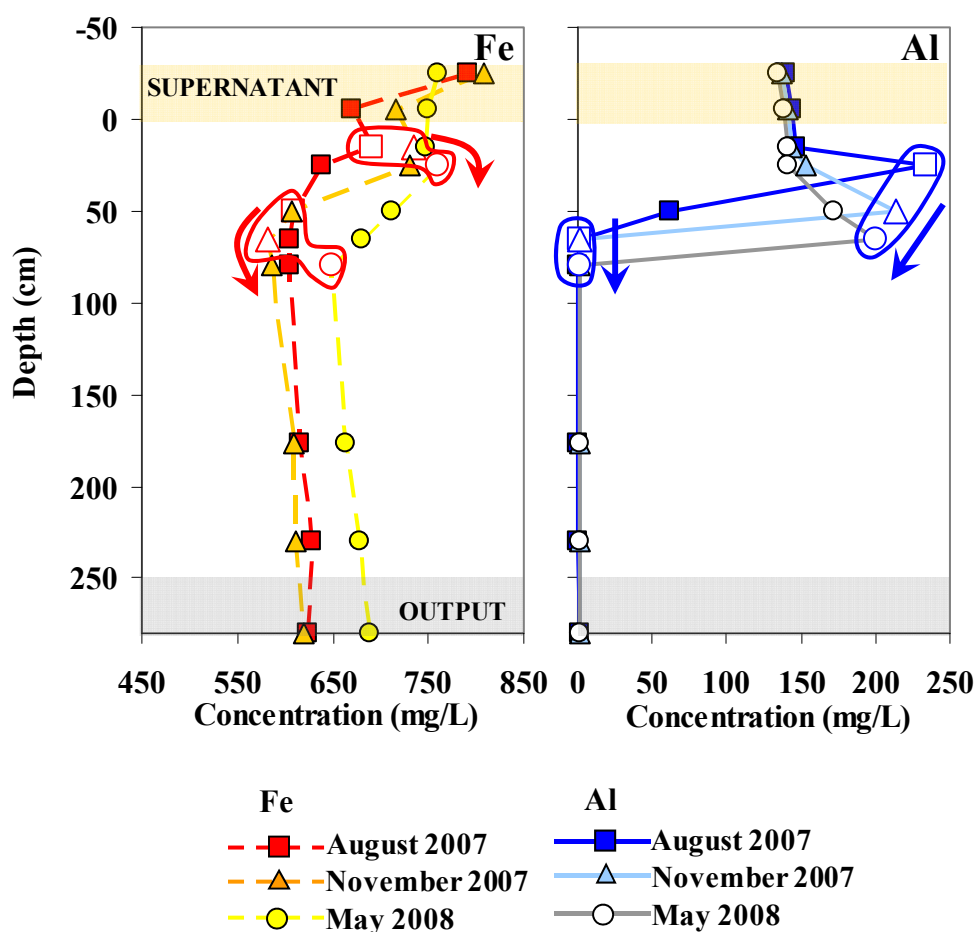 -50
0
50
100
150
200
250
Depth (cm)
Fe
SUPERNATANT
OUTPUT
450 550 650 750 850
Concentration (mg/L)
Al
0 50 100 150 200 250
Concentration (mg/L)
Fe
August 2007
November 2007
May 2008
Al
August 2007
November 2007
May 2008